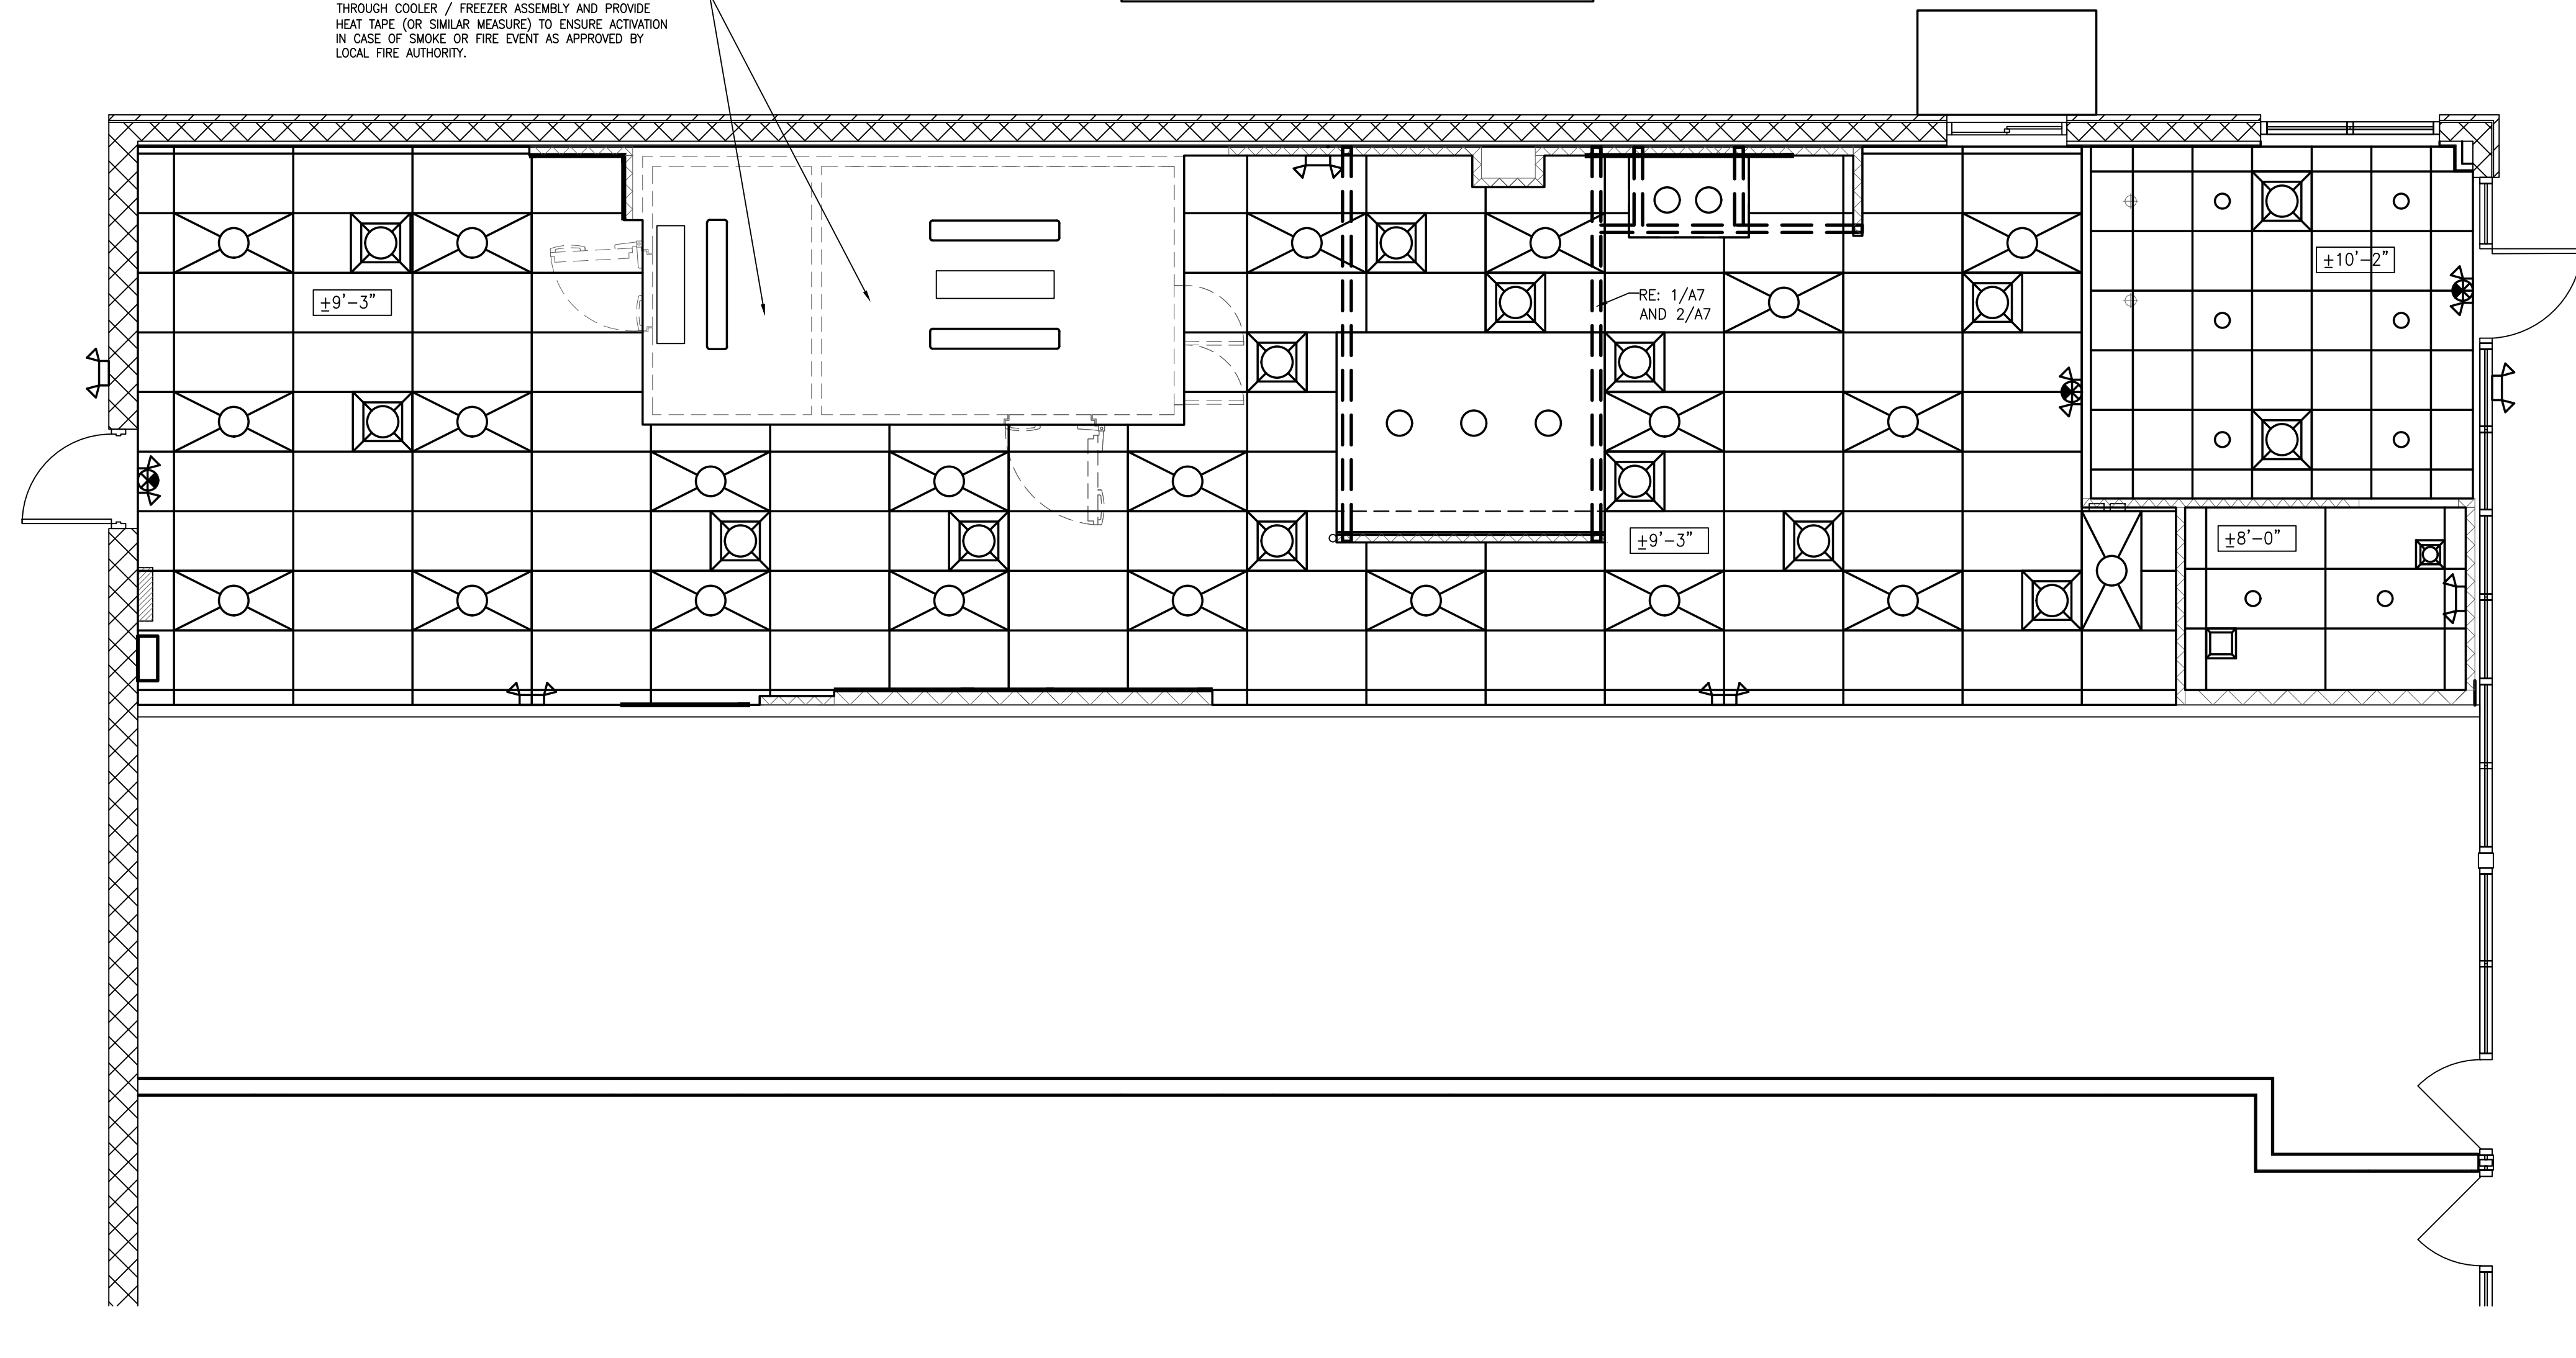 THROUGH COOLER / FREEZER ASSEMBLY AND PROVIDE
HEAT TAPE (OR SIMILAR MEASURE) TO ENSURE ACTIVATION
IN CASE OF SMOKE OR FIRE EVENT AS APPROVED BY
LOCAL FIRE AUTHORITY.
±10'-2"
±9'-3"
RE: 1/A7
AND 2/A7
±9'-3"
±8'-0"